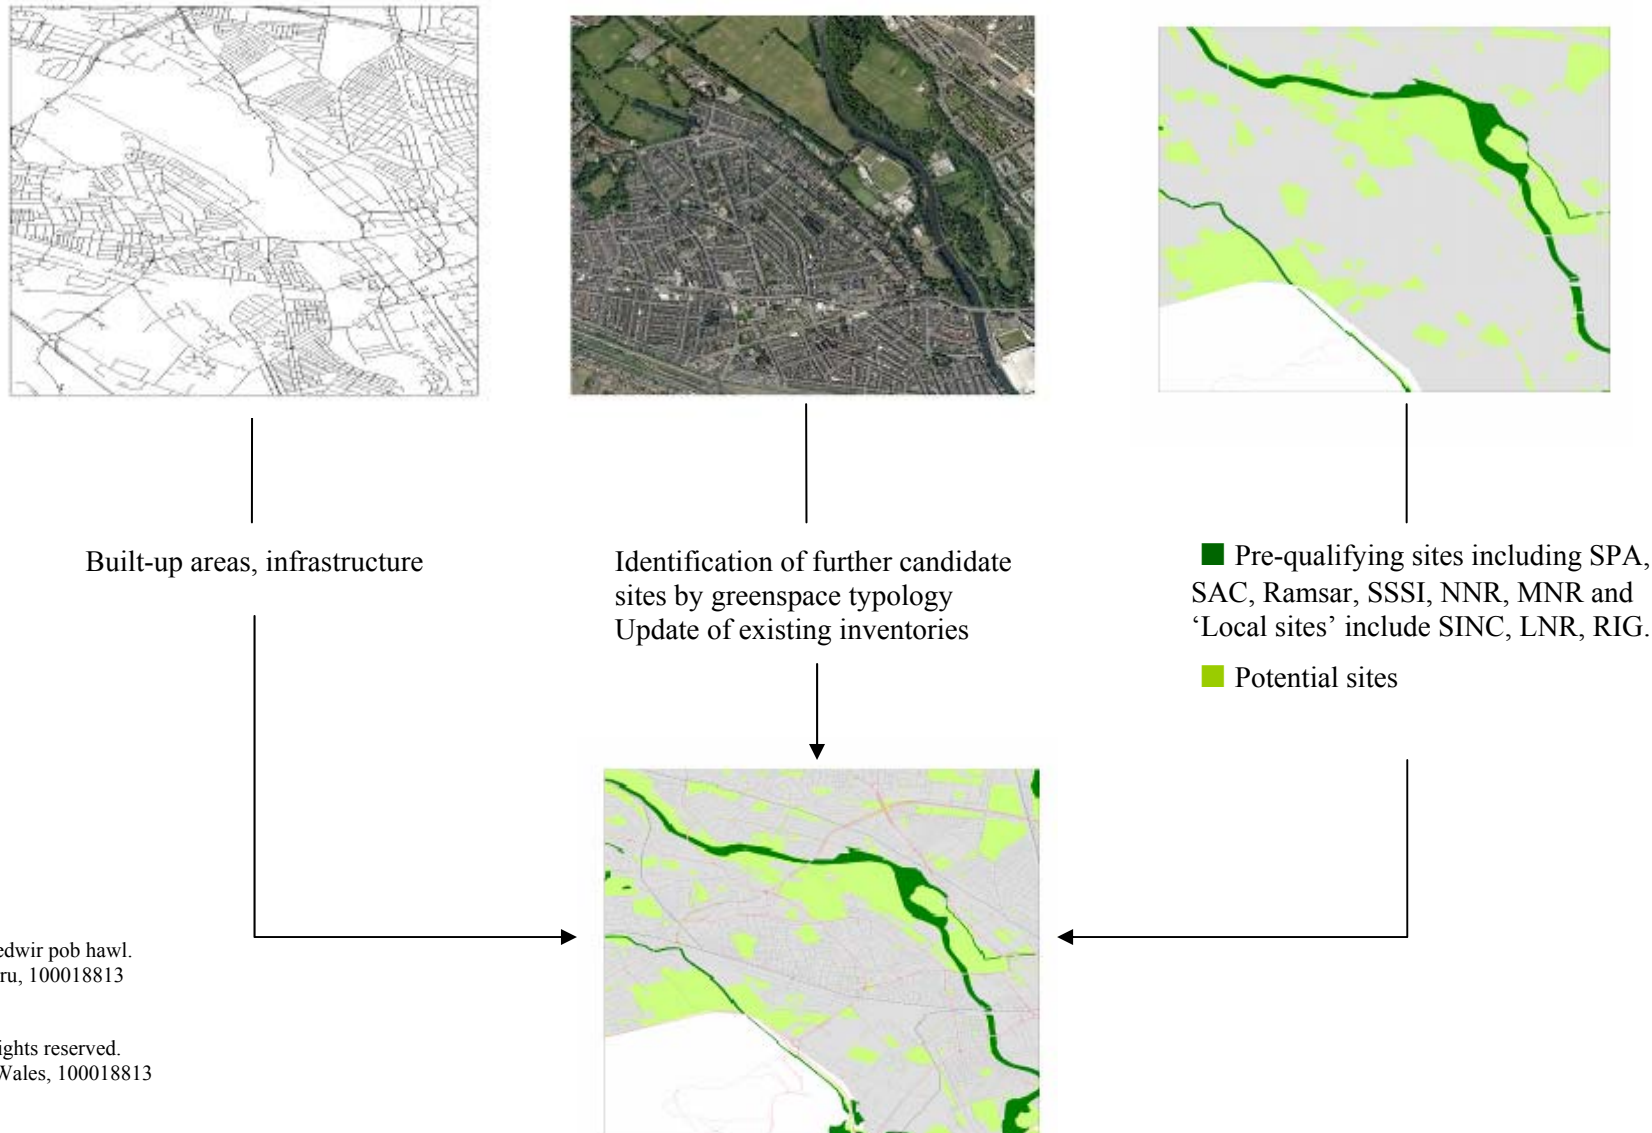 Built-up areas, infrastructure
Identification of further candidate
sites by greenspace typology
Update of existing inventories
Pre-qualifying sites including SPA,
SAC, Ramsar, SSSI, NNR, MNR and
‘Local sites’ include SINC, LNR, RIG.
Potential sites
edwir pob hawl.
ru, 100018813
ights reserved.
Wales, 100018813